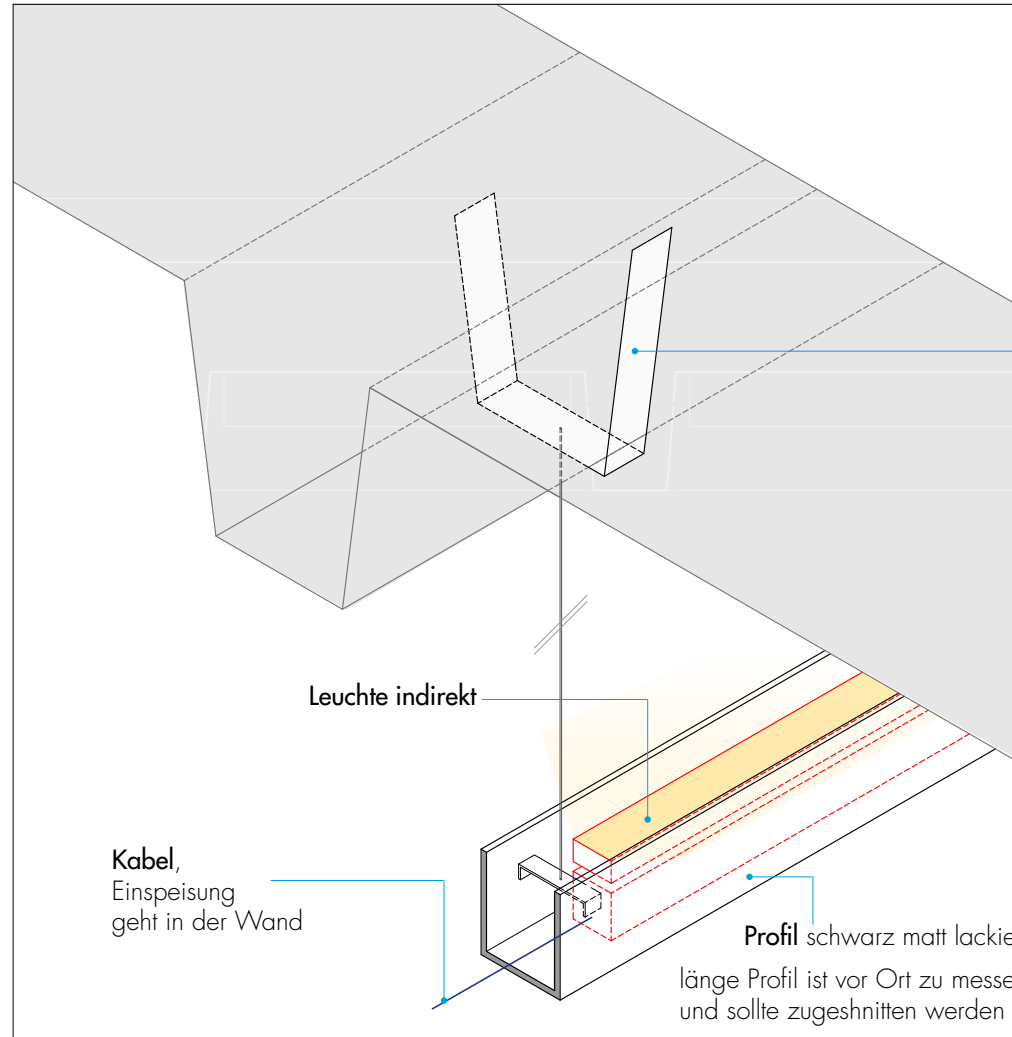 Leuchte indirekt
Kabel,
Einspeisung
geht in der Wand
Profil schwarz matt lackie
länge Profil ist vor Ort zu messe
und sollte zugeshnitten werden